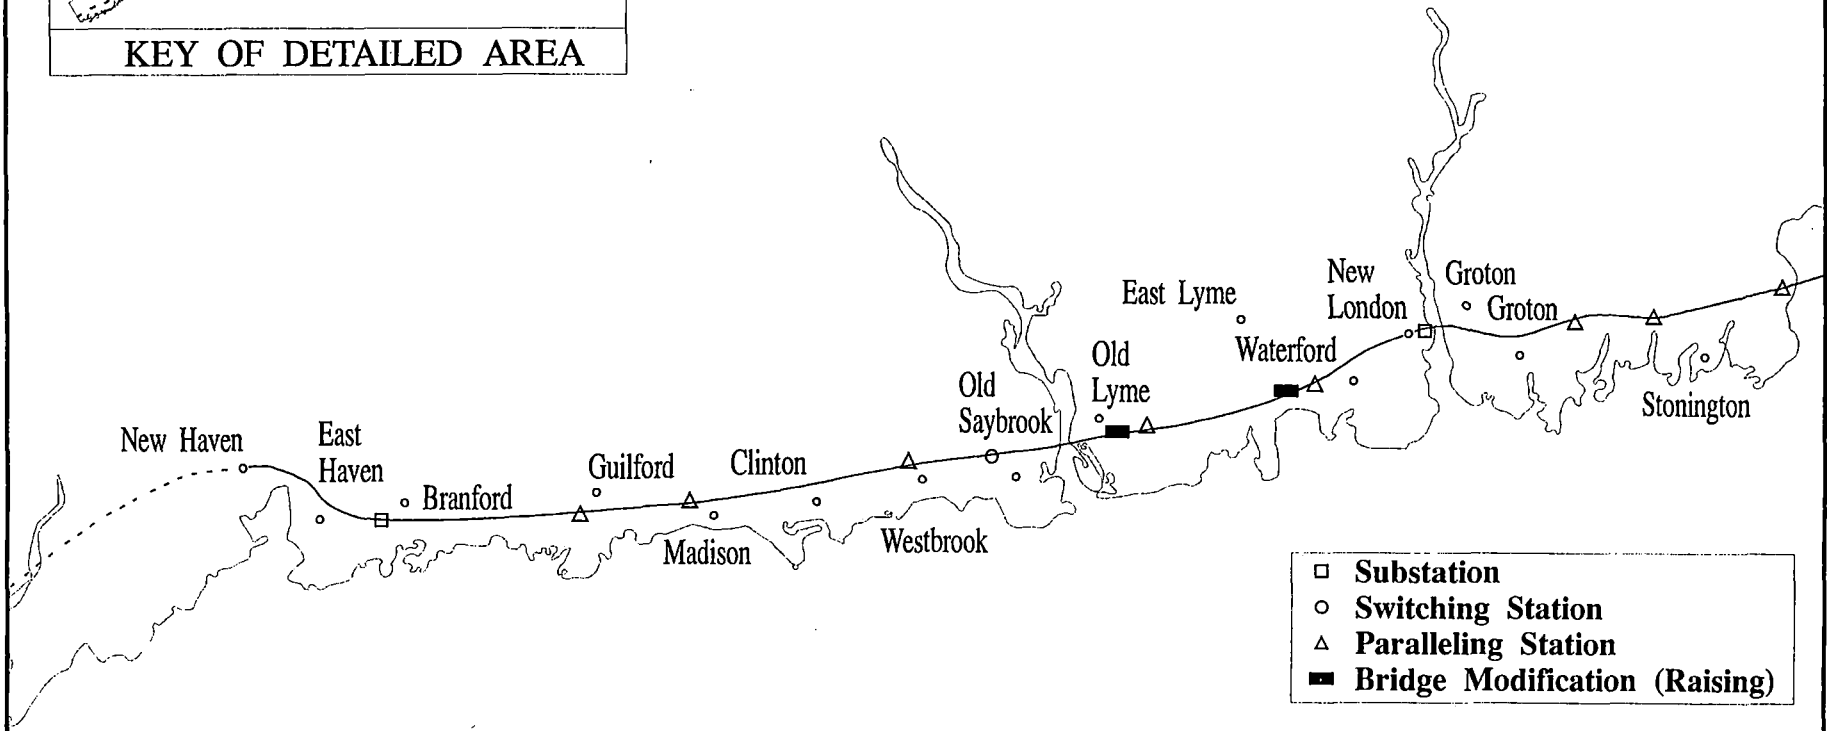 KEY OF DETAILED AREA
New Haven
East
Haven
Branford
Guilford
Madison
Clinton
Westbrook
Old
Saybrook
Old
Lyme
East Lyme
Waterford
New
London
Groton
Groton
Stonington
Substation
Switching Station
Paralleling Station
Bridge Modification (Raising)